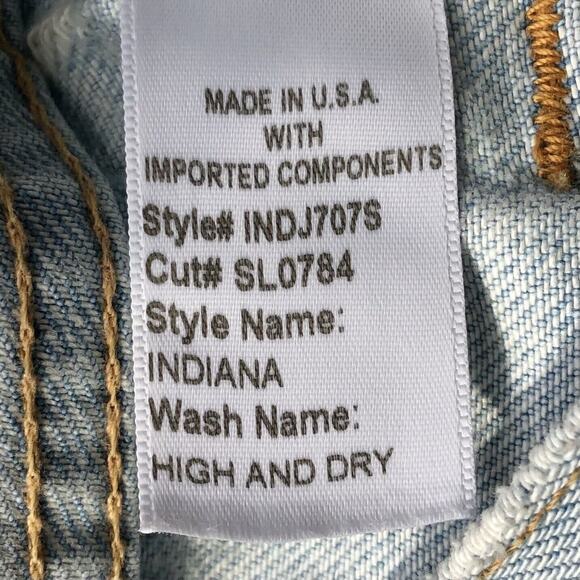 MADE IN U.S.A.
WITH
IMPORTED COMPONENTS
Style# INDJ707S
Cut# SL0784
Style Name:
INDIANA
Wash Name:
HIGH AND DRY